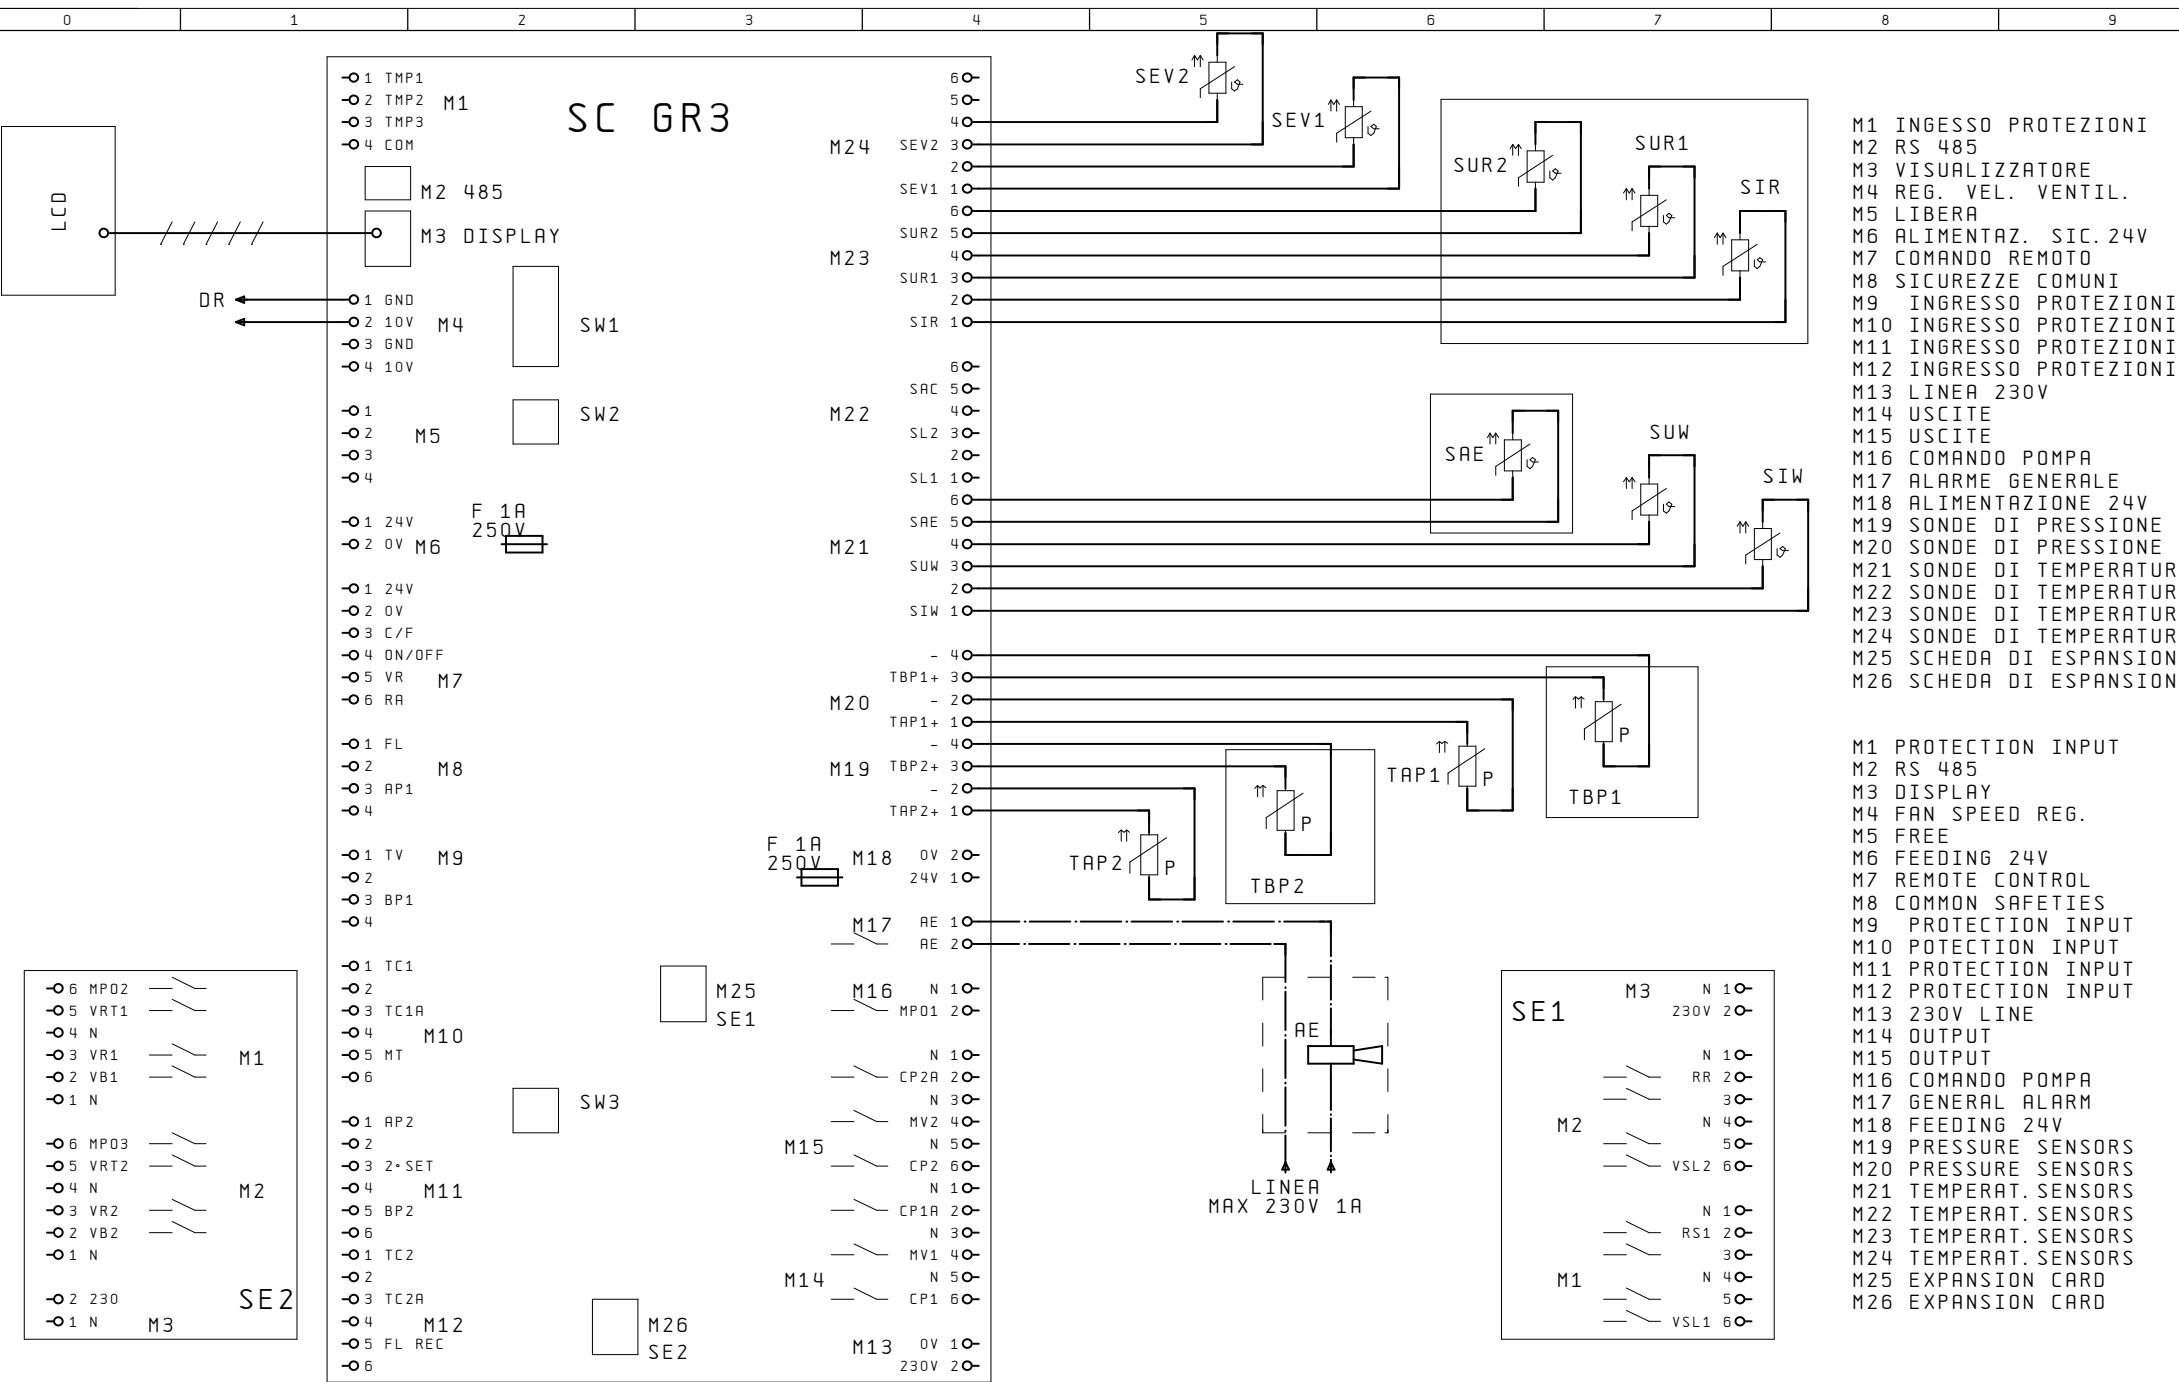 0 1 2 3 4 5 6 7 8 9
SC GR3
1 TMP1
2 TMP2 M1
3 TMP3
4 COM
M2 485
M3 DISPLAY
LCD
DR
1 GND
2 10V M4
3 GND
4 10V
SW1
1
2 M5
3
4
SW2
F 1A
250V
1 24V
2 0V M6
1 24V
2 0V
3 C/F
4 ON/OFF
5 VR M7
6 RA
1 FL
2 M8
3 AP1
4
1 TV M9
2
3 BP1
4
1 TC1
2
3 TC1A
4 M10
5 MT
6
1 AP2
2
3 2°SET
4 M11
5 BP2
6
1 TC2
2
3 TC2A
4 M12
5 FL REC
6
M25
SE1
SW3
M26
SE2
6
5
4
M24 SEV2 3
2
SEV1 1
6
SUR2 5
M23 4
SUR1 3
2
SIR 1
6
SAC 5
M22 4
SL2 3
2
SL1 1
6
SAE 5
M21 4
SUW 3
2
SIW 1
- 4
TBP1+ 3
M20 - 2
TAP1+ 1
- 4
M19 TBP2+ 3
- 2
TAP2+ 1
F 1A
250V
M18 0V 2
24V 1
M17 AE 1
AE 2
M16 N 1
MPO1 2
N 1
CP2A 2
N 3
MV2 4
M15 N 5
CP2 6
N 1
CP1A 2
N 3
MV1 4
M14 N 5
CP1 6
M13 0V 1
230V 2
SEV2
SEV1
SUR2
SUR1
SIR
SAE
SUW
SIW
TAP2 P
TBP2 P
TAP1 P
TBP1 P
AE
LINEA
MAX 230V 1A
6 MPO2
5 VRT1
4 N
3 VR1 M1
2 VB1
1 N
6 MPO3
5 VRT2
4 N M2
3 VR2
2 VB2
1 N
2 230 SE2
1 N M3
SE1
M3 N 1
230V 2
N 1
RR 2
3
M2 N 4
5
VSL2 6
N 1
RS1 2
3
M1 N 4
5
VSL1 6
M1 INGESSO PROTEZIONI
M2 RS 485
M3 VISUALIZZATORE
M4 REG. VEL. VENTIL.
M5 LIBERA
M6 ALIMENTAZ. SIC.24V
M7 COMANDO REMOTO
M8 SICUREZZE COMUNI
M9 INGRESSO PROTEZIONI
M10 INGRESSO PROTEZIONI
M11 INGRESSO PROTEZIONI
M12 INGRESSO PROTEZIONI
M13 LINEA 230V
M14 USCITE
M15 USCITE
M16 COMANDO POMPA
M17 ALARME GENERALE
M18 ALIMENTAZIONE 24V
M19 SONDE DI PRESSIONE
M20 SONDE DI PRESSIONE
M21 SONDE DI TEMPERATUR
M22 SONDE DI TEMPERATUR
M23 SONDE DI TEMPERATUR
M24 SONDE DI TEMPERATUR
M25 SCHEDA DI ESPANSION
M26 SCHEDA DI ESPANSION
M1 PROTECTION INPUT
M2 RS 485
M3 DISPLAY
M4 FAN SPEED REG.
M5 FREE
M6 FEEDING 24V
M7 REMOTE CONTROL
M8 COMMON SAFETIES
M9 PROTECTION INPUT
M10 POTECTION INPUT
M11 PROTECTION INPUT
M12 PROTECTION INPUT
M13 230V LINE
M14 OUTPUT
M15 OUTPUT
M16 COMANDO POMPA
M17 GENERAL ALARM
M18 FEEDING 24V
M19 PRESSURE SENSORS
M20 PRESSURE SENSORS
M21 TEMPERAT.SENSORS
M22 TEMPERAT.SENSORS
M23 TEMPERAT.SENSORS
M24 TEMPERAT.SENSORS
M25 EXPANSION CARD
M26 EXPANSION CARD